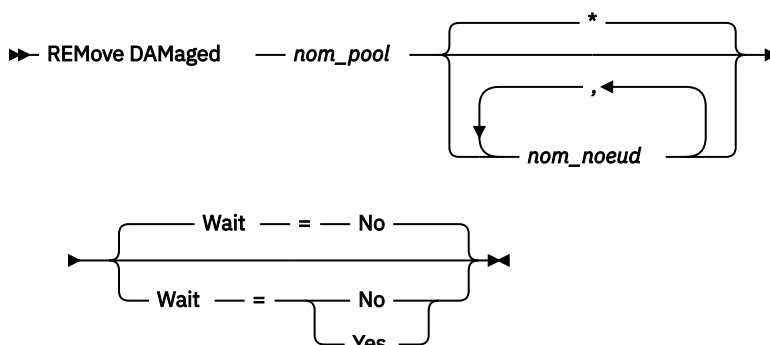 *
REMove DAMaged nom_pool
,
nom_noeud
Wait = No
Wait = No
Yes